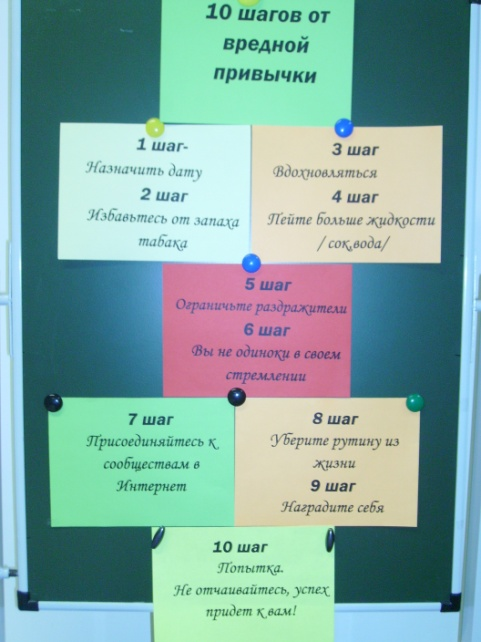 10 шагов от
вредной
привычки
1 шаг-
Назначить дату
2 шаг
Избавьтесь от запаха
табака
3 шаг
Вдохновляться
4 шаг
Пейте больше жидкости
/ сок,вода/
5 шаг
Ограничьте раздражители
6 шаг
Вы не одиноки в своем
стремлении
7 шаг
Присоединяйтесь к
сообществам в
Интернет
8 шаг
Уберите рутину из
жизни
9 шаг
Наградите себя
10 шаг
Попытка.
Не отчаивайтесь, успех
придет к вам!